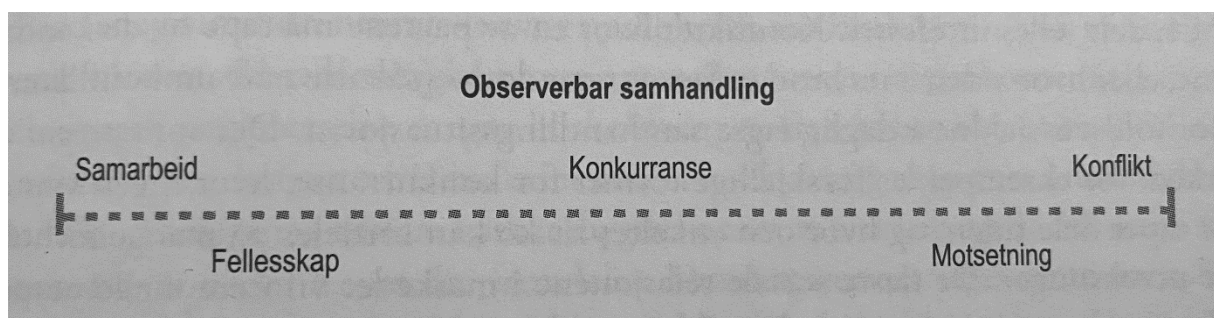 Observerbar samhandling
Samarbeid Konkurranse Konflikt
Fellesskap Motsetning